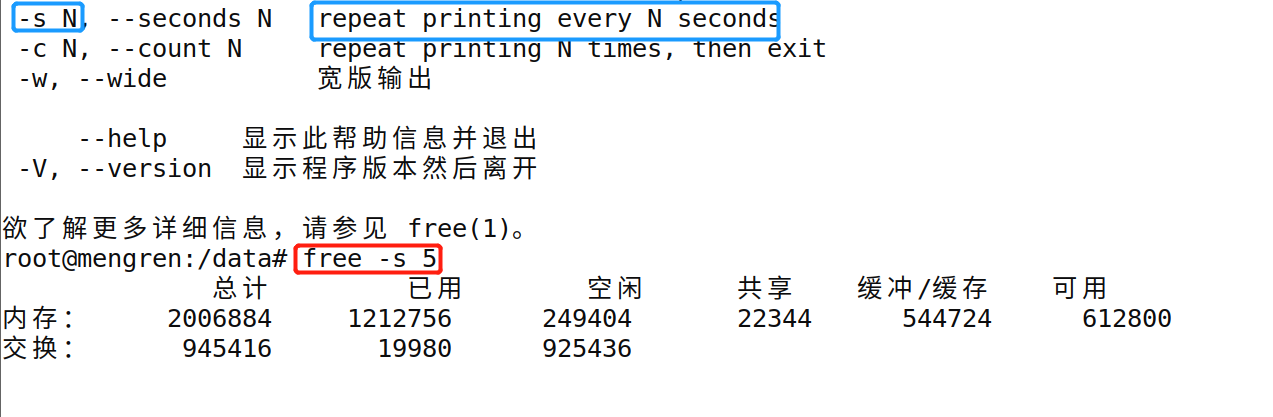 -s N, --seconds N   repeat printing every N seconds
-c N, --count N     repeat printing N times, then exit
-w, --wide          宽版输出
--help     显示此帮助信息并退出
-V, --version  显示程序版本然后离开
欲了解更多详细信息，请参见 free(1)。
root@mengren:/data# free -s 5
总计         已用        空闲      共享    缓冲/缓存    可用
内存：     2006884     1212756      249404       22344      544724      612800
交换：      945416       19980      925436